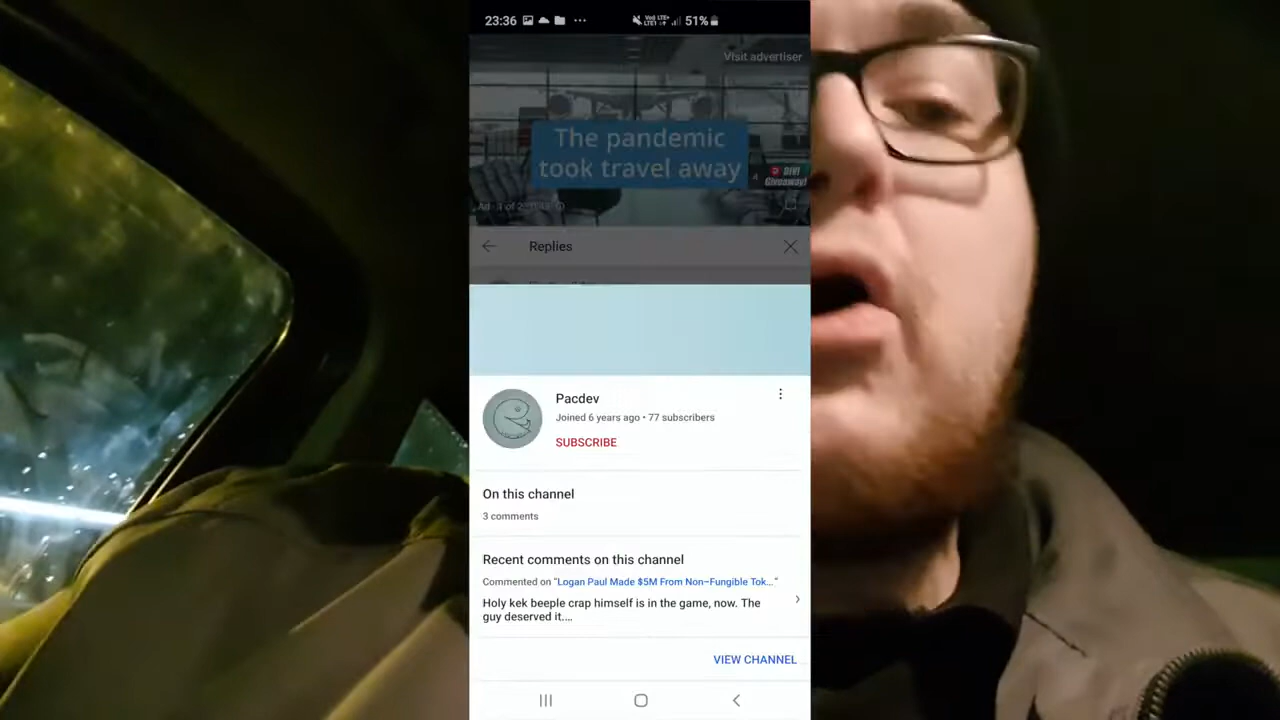 23:36
51%
Visit advertiser
The pandemic
took travel away
DIVI
Giveaway!
Replies
Pacdev
Joined 6 years ago • 77 subscribers
SUBSCRIBE
On this channel
3 comments
Recent comments on this channel
Commented on "Logan Paul Made $5M From Non-Fungible Tok..."
Holy kek beeple crap himself is in the game, now. The
guy deserved it....
VIEW CHANNEL